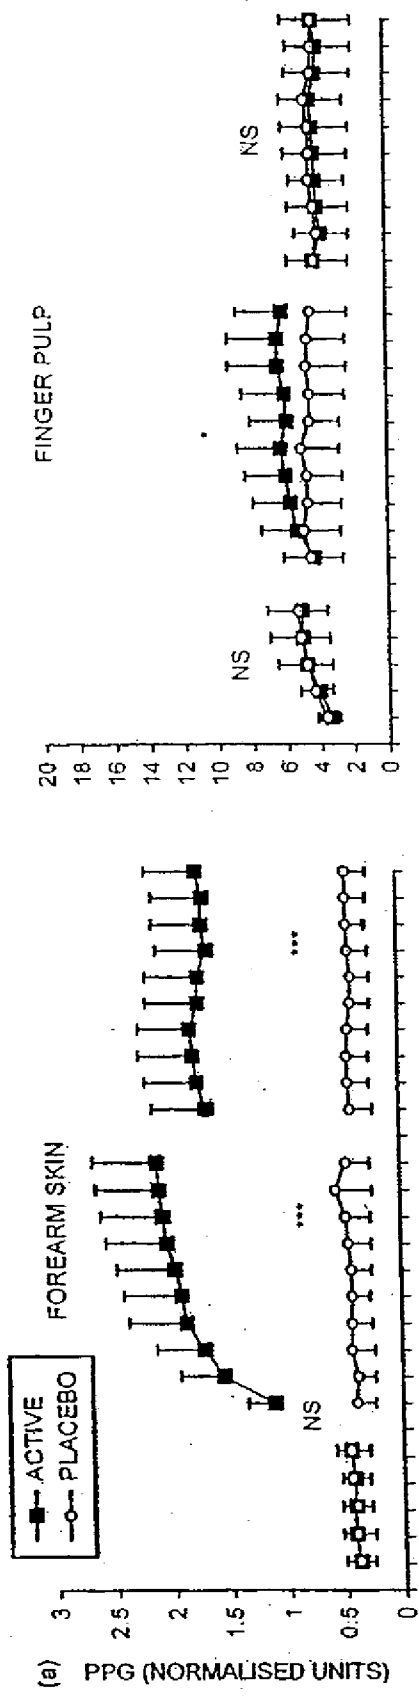 (a)
PPG (NORMALISED UNITS)
ACTIVE
PLACEBO
FOREARM SKIN
3
2.5
2
1.5
1
0.5
0
NS
***
***
FINGER PULP
20
18
16
14
12
10
8
6
4
2
0
NS
*
NS